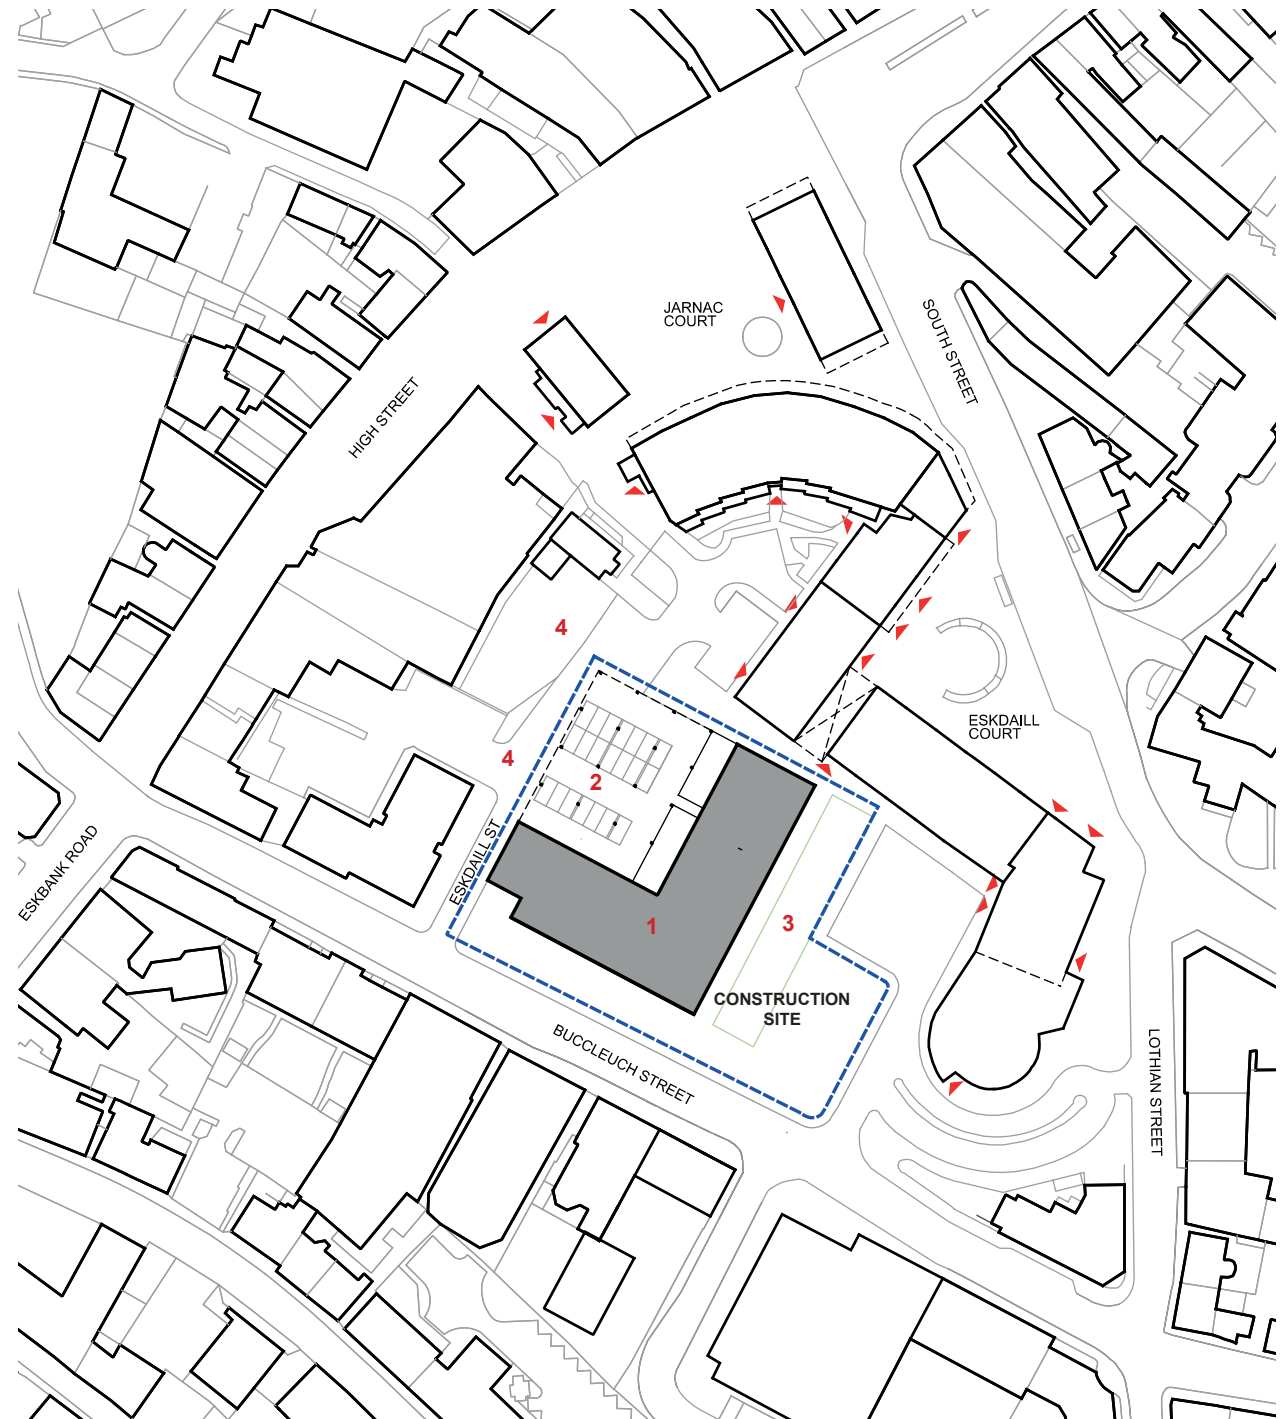 JARNAC
COURT
SOUTH STREET
HIGH STREET
4
ESKDAILL
COURT
4
2
ESKDAILL ST
ESKBANK ROAD
1
3
CONSTRUCTION
SITE
BUCCLEUCH STREET
LOTHIAN STREET